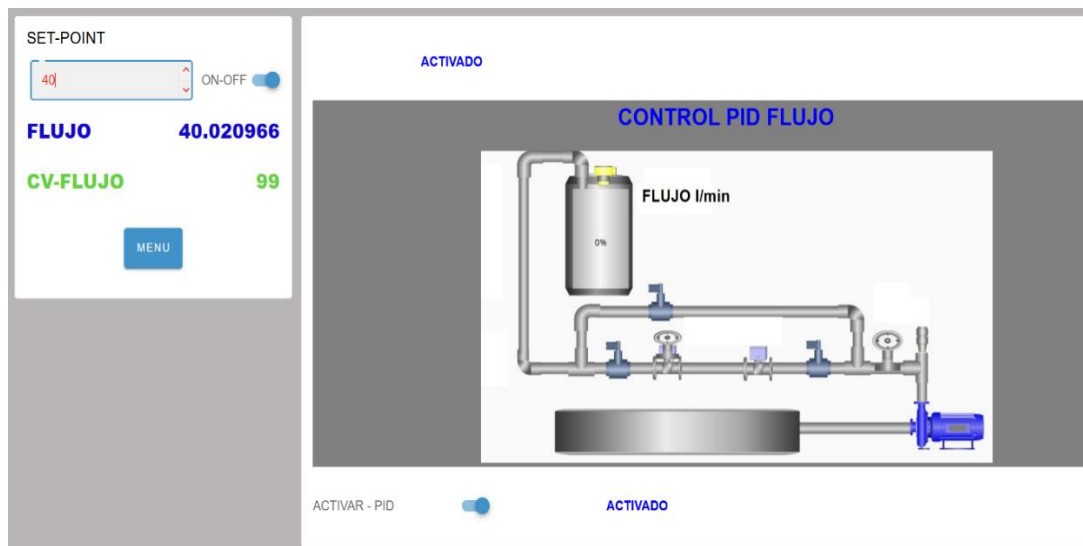 SET-POINT
40
ON-OFF
FLUJO 40.020966
CV-FLUJO 99
MENU
ACTIVADO
CONTROL PID FLUJO
FLUJO l/min
0%
ACTIVAR - PID
ACTIVADO